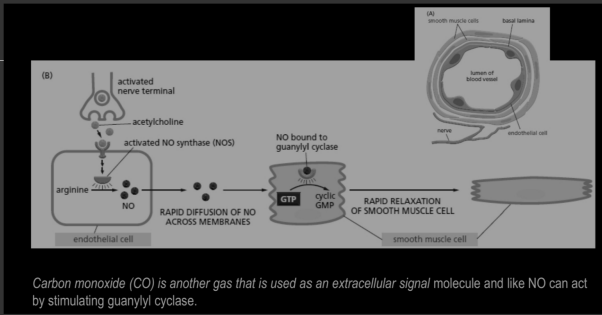 (A)
smooth muscle cells
basal lamina
lumen of
blood vessel
nerve
endothelial cell
(B)
activated
nerve terminal
acetylcholine
activated NO synthase (NOS)
arginine
NO
endothelial cell
RAPID DIFFUSION OF NO
ACROSS MEMBRANES
NO bound to
guanylyl cyclase
GTP
cyclic
GMP
RAPID RELAXATION
OF SMOOTH MUSCLE CELL
smooth muscle cell
Carbon monoxide (CO) is another gas that is used as an extracellular signal molecule and like NO can act
by stimulating guanylyl cyclase.